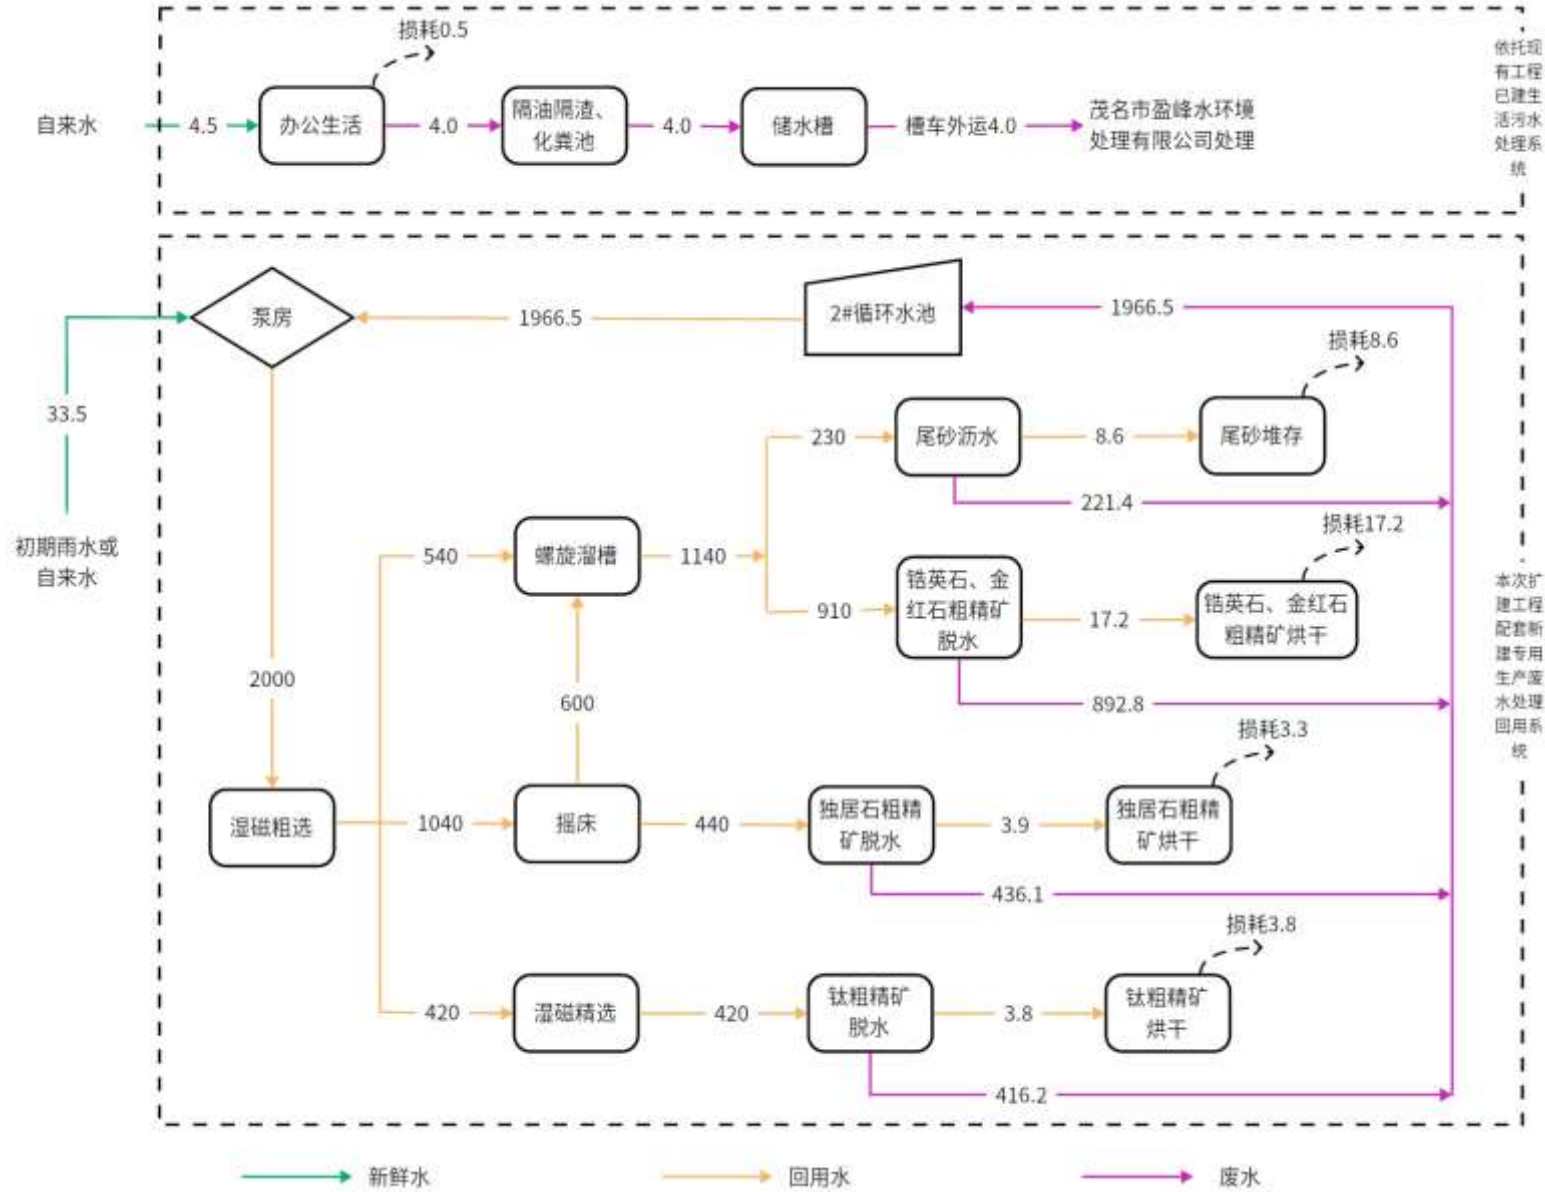 损耗0.5
自来水
4.5
办公生活
4.0
隔油隔渣、
化粪池
4.0
储水槽
槽车外运4.0
茂名市盈峰水环境
处理有限公司处理
依托现
有工程
已建生
活污水
处理系
统
泵房
1966.5
2#循环水池
1966.5
33.5
初期雨水或
自来水
损耗8.6
230
尾砂沥水
8.6
尾砂堆存
221.4
540
螺旋溜槽
1140
损耗17.2
910
锆英石、金
红石粗精矿
脱水
17.2
锆英石、金红石
粗精矿烘干
892.8
2000
600
本次扩
建工程
配套新
建专用
生产废
水处理
回用系
统
损耗3.3
湿磁粗选
1040
摇床
440
独居石粗精
矿脱水
3.9
独居石粗精
矿烘干
436.1
损耗3.8
420
湿磁精选
420
钛粗精矿
脱水
3.8
钛粗精矿
烘干
416.2
新鲜水
回用水
废水